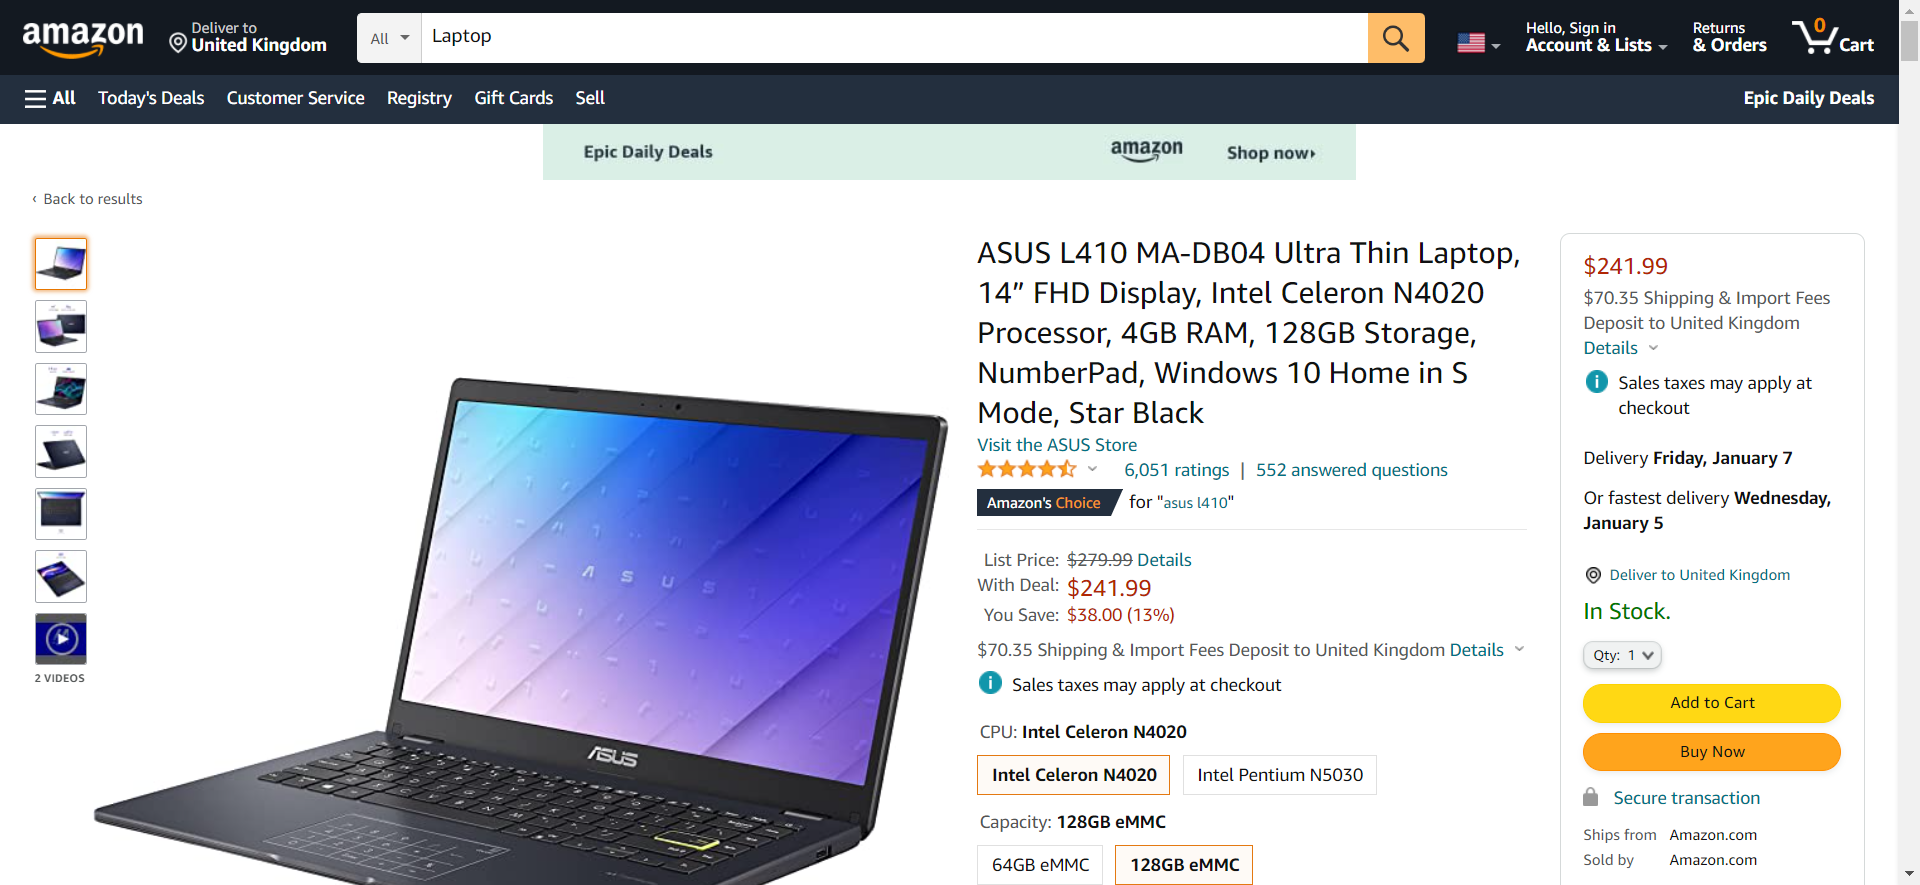 amazon
Deliver to
United Kingdom
All
Laptop
Hello, Sign in
Account & Lists
Returns
& Orders
0
Cart
All
Today's Deals
Customer Service
Registry
Gift Cards
Sell
Epic Daily Deals
Epic Daily Deals
amazon
Shop now
‹ Back to results
2 VIDEOS
ASUS
ASUS
ASUS L410 MA-DB04 Ultra Thin Laptop,
14” FHD Display, Intel Celeron N4020
Processor, 4GB RAM, 128GB Storage,
NumberPad, Windows 10 Home in S
Mode, Star Black
Visit the ASUS Store
6,051 ratings | 552 answered questions
Amazon's Choice for "asus l410"
List Price: $279.99 Details
With Deal: $241.99
You Save: $38.00 (13%)
$70.35 Shipping & Import Fees Deposit to United Kingdom Details
Sales taxes may apply at checkout
CPU: Intel Celeron N4020
Intel Celeron N4020
Intel Pentium N5030
Capacity: 128GB eMMC
64GB eMMC
128GB eMMC
$241.99
$70.35 Shipping & Import Fees
Deposit to United Kingdom
Details
Sales taxes may apply at
checkout
Delivery Friday, January 7
Or fastest delivery Wednesday,
January 5
Deliver to United Kingdom
In Stock.
Qty: 1
Add to Cart
Buy Now
Secure transaction
Ships from Amazon.com
Sold by Amazon.com